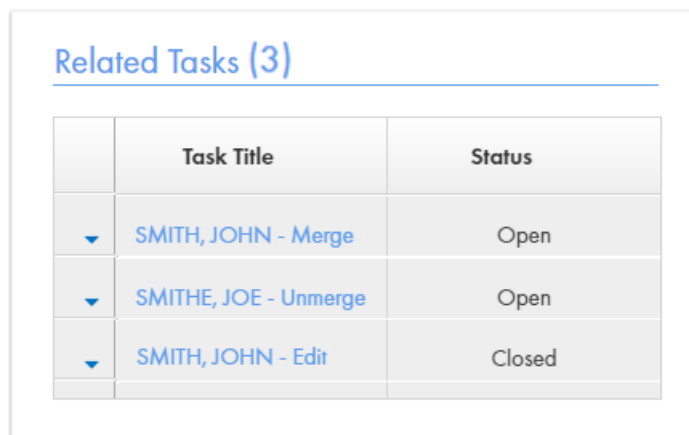 Related Tasks (3)
Task Title Status
SMITH, JOHN - Merge Open
SMITHE, JOE - Unmerge Open
SMITH, JOHN - Edit Closed